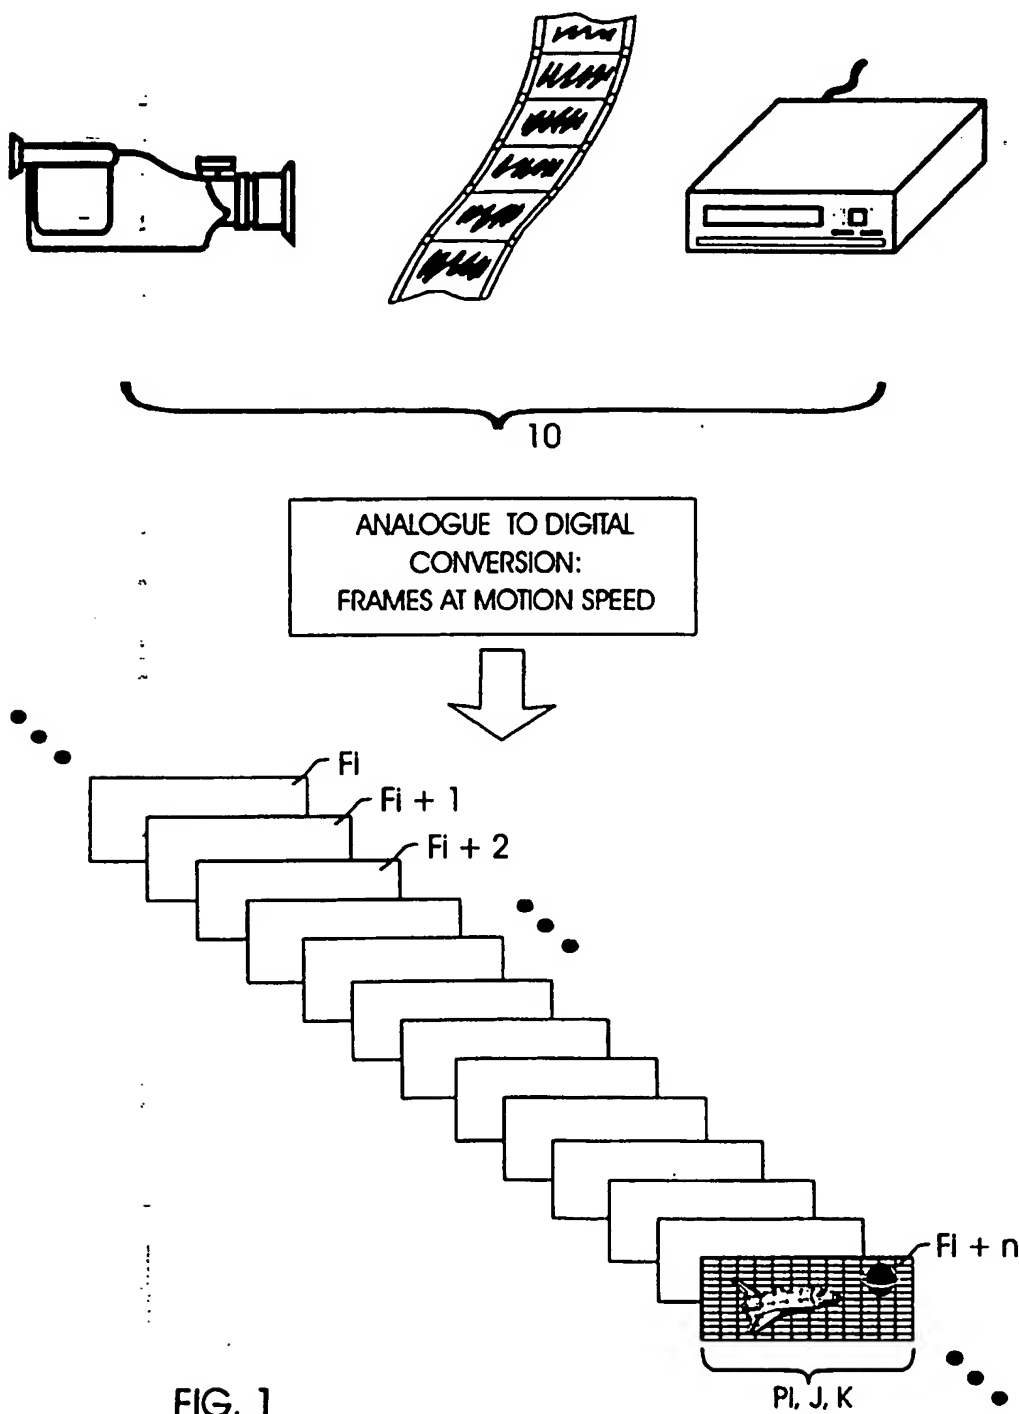 10
ANALOGUE TO DIGITAL
CONVERSION:
FRAMES AT MOTION SPEED
Fi
Fi + 1
Fi + 2
Fi + n
PI, J, K
FIG. 1